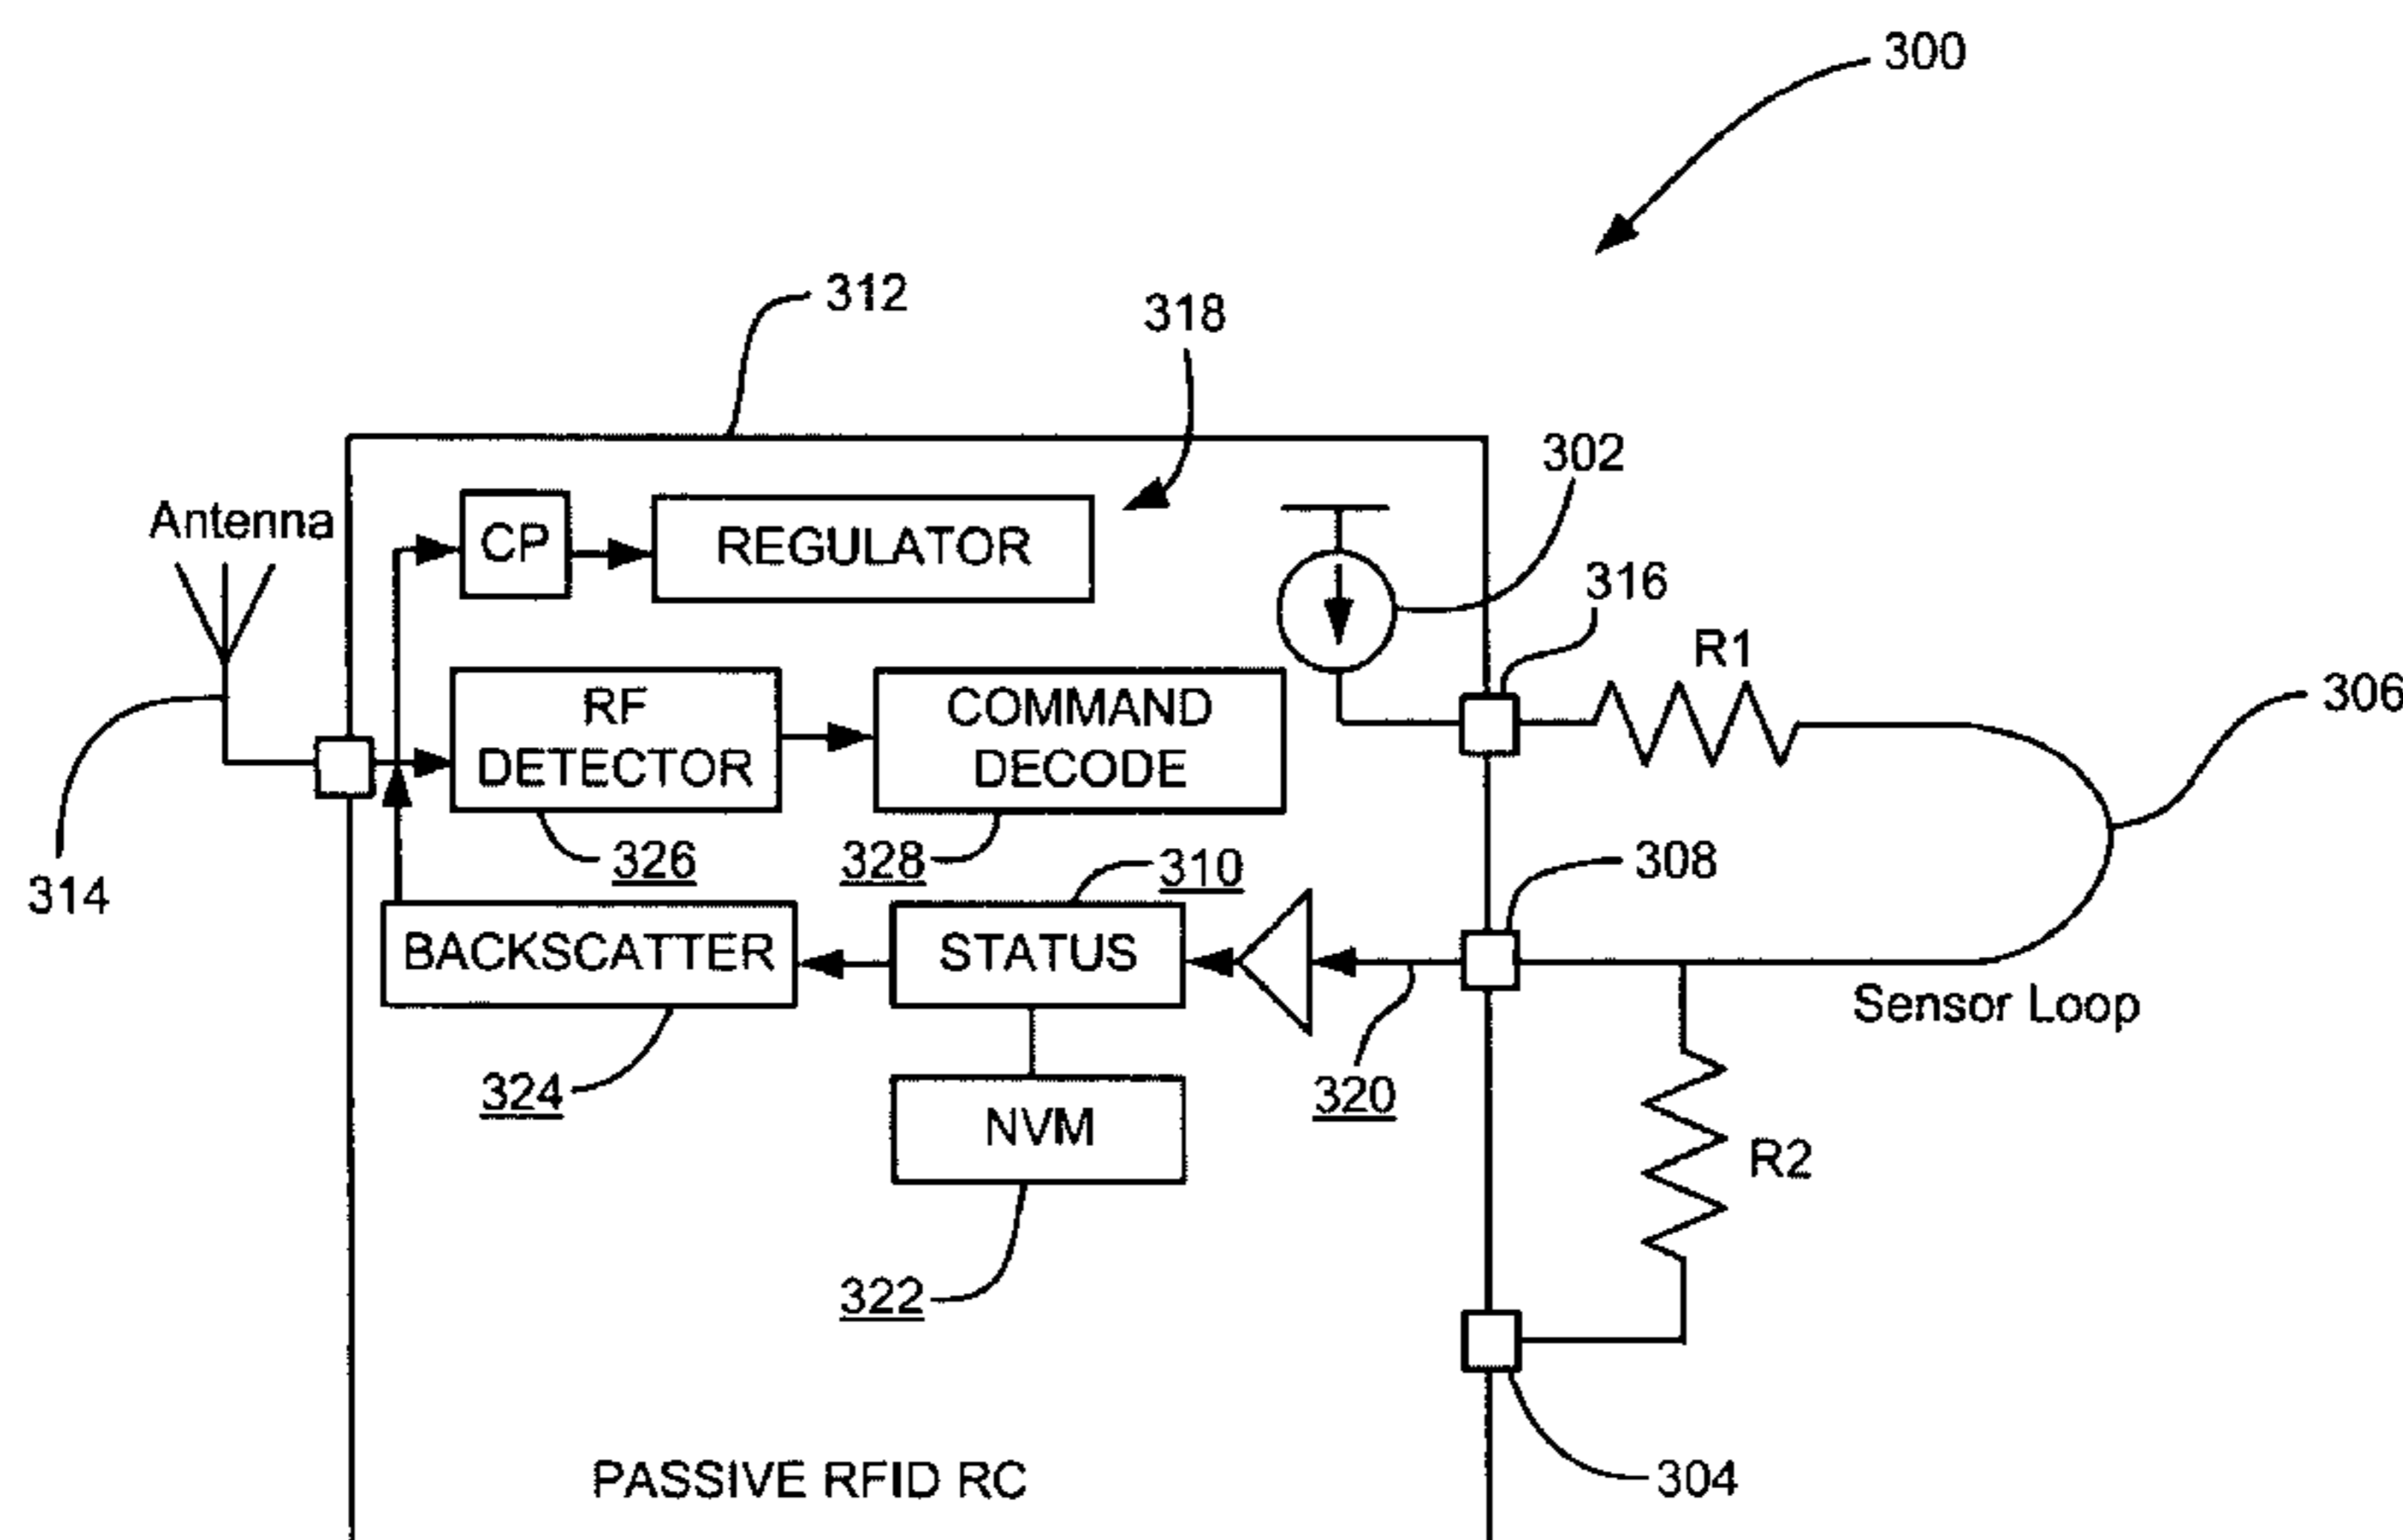 300
312
318
302
Antenna
CP
REGULATOR
316
R1
RF
DETECTOR
COMMAND
DECODE
306
326
328
310
308
314
BACKSCATTER
STATUS
Sensor Loop
324
320
NVM
R2
322
PASSIVE RFID RC
304